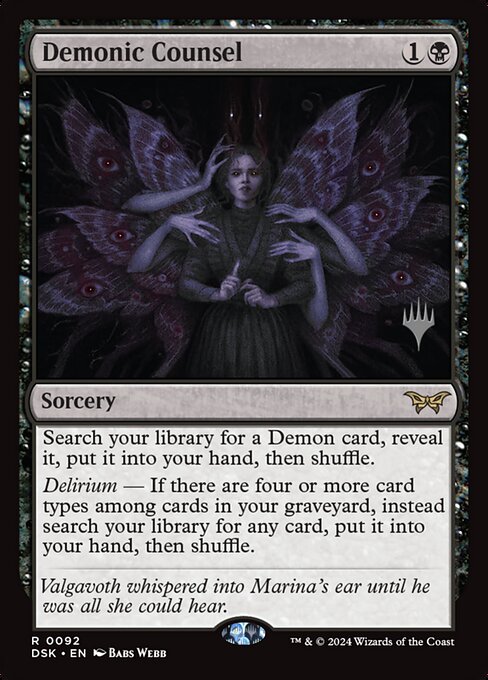 Demonic Counsel 1
Sorcery
Search your library for a Demon card, reveal
it, put it into your hand, then shuffle.
Delirium — If there are four or more card
types among cards in your graveyard, instead
search your library for any card, put it into
your hand, then shuffle.
Valgavoth whispered into Marina's ear until he
was all she could hear.
R 0092
DSK • EN Babs Webb
™ & © 2024 Wizards of the Coast